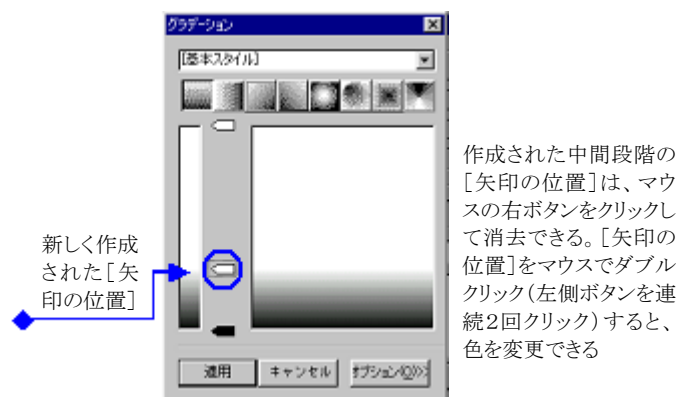 グラデーション
[基本スタイル]
新しく作成
された[矢
印の位置]
適用
キャンセル
オプション(O)>>
作成された中間段階の
[矢印の位置]は、マウ
スの右ボタンをクリックし
て消去できる。[矢印の
位置]をマウスでダブル
クリック(左側ボタンを連
続2回クリック)すると、
色を変更できる